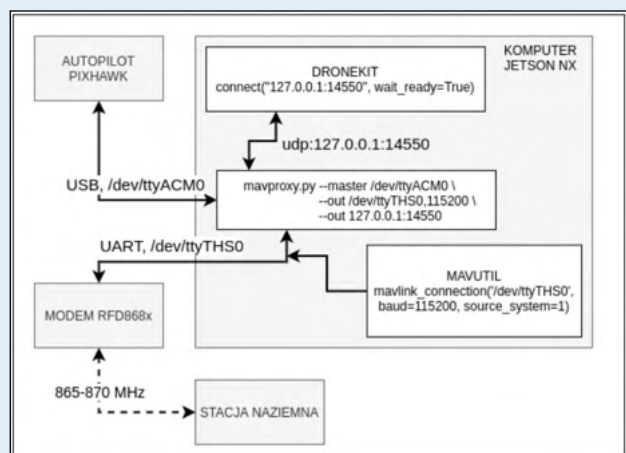 AUTOPILOT
PIXHAWK
KOMPUTER
JETSON NX
DRONEKIT
connect("127.0.0.1:14550", wait_ready=True)
udp:127.0.0.1:14550
USB, /dev/ttyACM0
mavproxy.py --master /dev/ttyACM0 \
--out /dev/ttyTHS0,115200 \
--out 127.0.0.1:14550
UART, /dev/ttyTHS0
MAVUTIL
mavlink_connection('/dev/ttyTHS0',
baud=115200, source_system=1)
MODEM RFD868x
865-870 MHz
STACJA NAZIEMNA